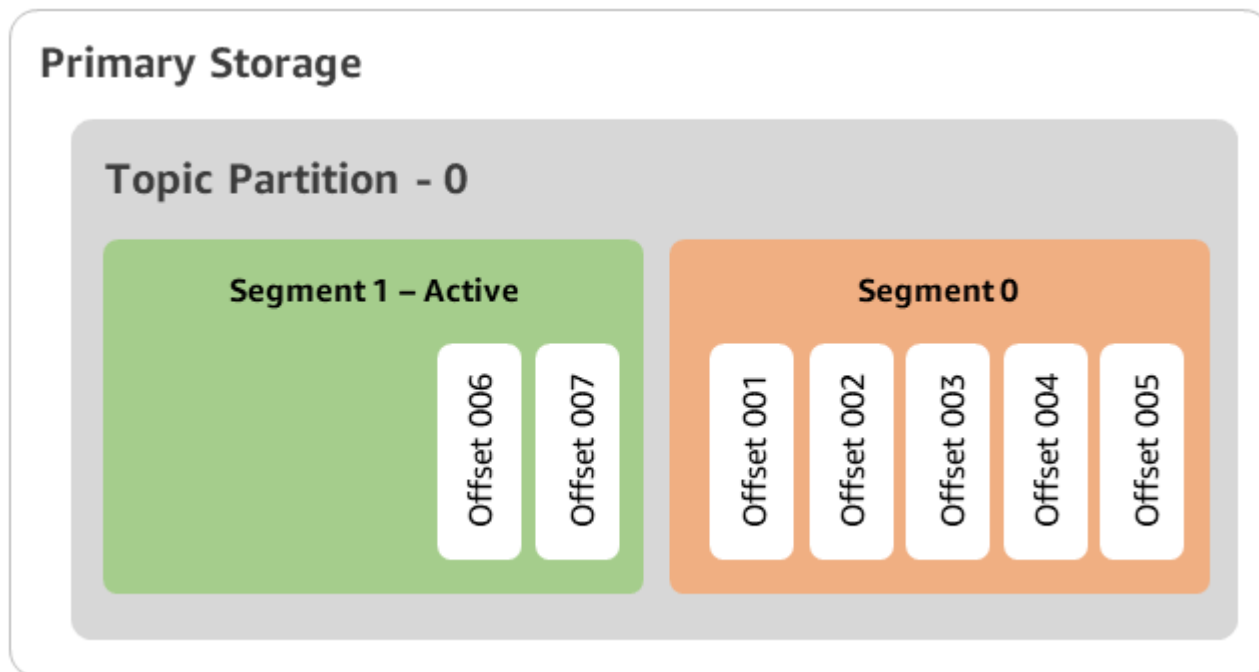 Primary Storage
Topic Partition - 0
Segment 1 – Active
Offset 006
Offset 007
Segment 0
Offset 001
Offset 002
Offset 003
Offset 004
Offset 005